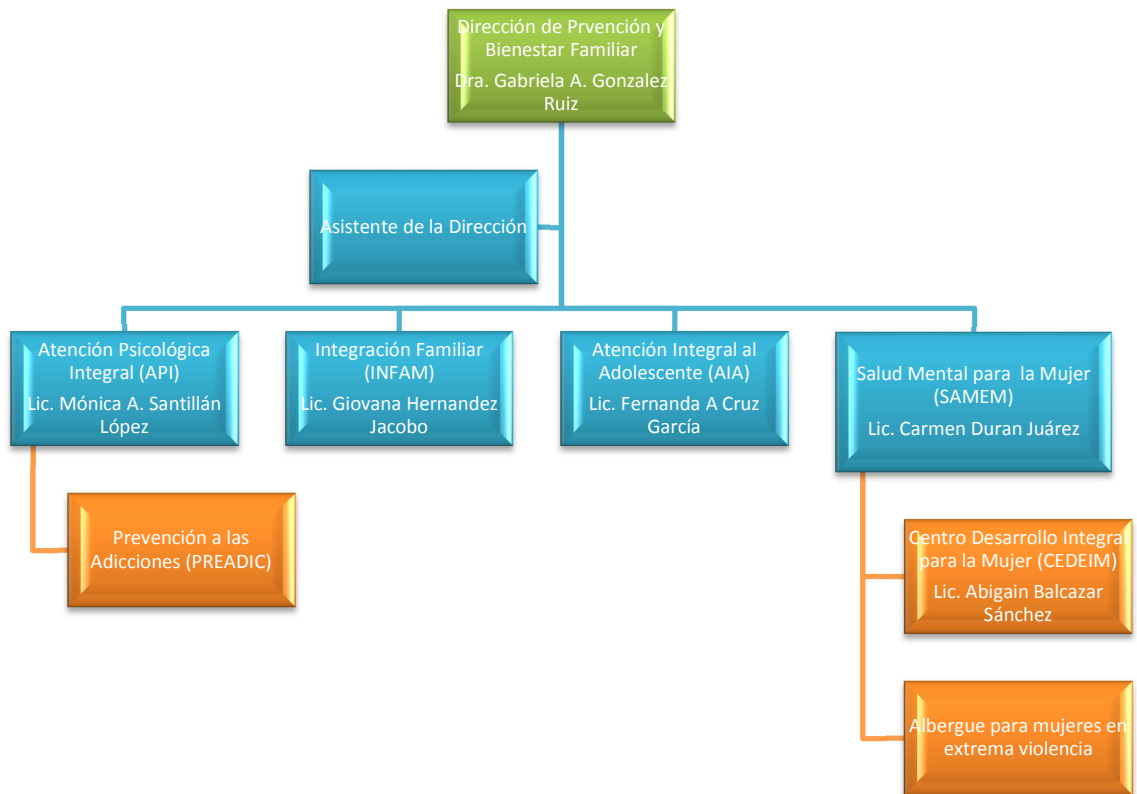 Dirección de Prvención y
Bienestar Familiar
Dra. Gabriela A. Gonzalez
Ruiz
Asistente de la Dirección
Atención Psicológica
Integral (API)
Lic. Mónica A. Santillán
López
Integración Familiar
(INFAM)
Lic. Giovana Hernandez
Jacobo
Atención Integral al
Adolescente (AIA)
Lic. Fernanda A Cruz
García
Salud Mental para  la Mujer
(SAMEM)
Lic. Carmen Duran Juárez
Prevención a las
Adicciones (PREADIC)
Centro Desarrollo Integral
para la Mujer (CEDEIM)
Lic. Abigain Balcazar
Sánchez
Albergue para mujeres en
extrema violencia